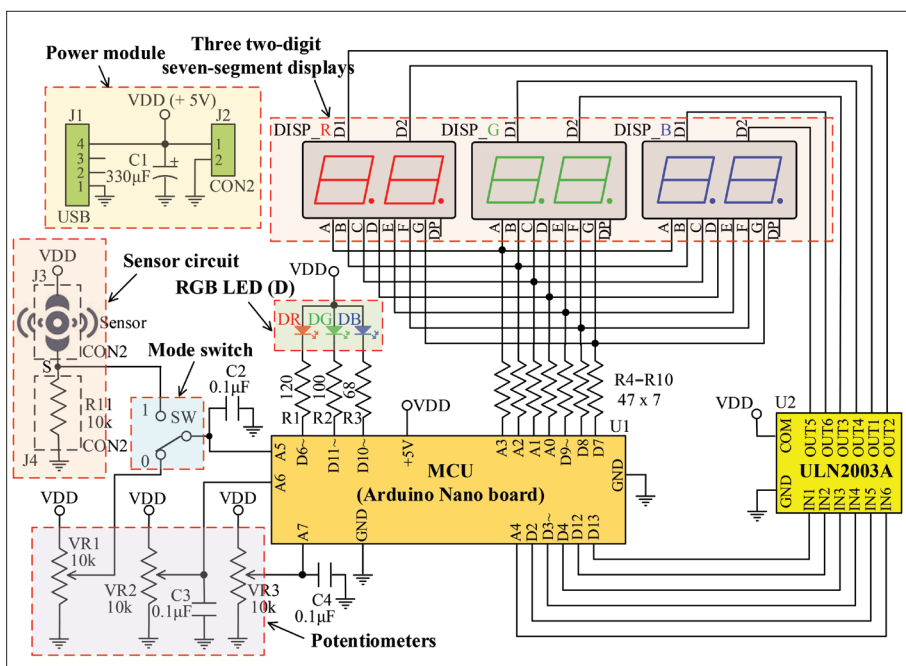 Three two-digit
seven-segment displays
Power module
VDD (+ 5V)
J1
J2
4
3
2
1
C1
+
330µF
1
2
CON2
USB
DISP_R
D1
D2
DISP_G
D1
D2
DISP_B
D1
D2
A
B
C
D
E
F
G
DP
A
B
C
D
E
F
G
DP
A
B
C
D
E
F
G
DP
VDD
J3
Sensor circuit
Sensor
CON2
S
R11
10k
CON2
J4
RGB LED (D)
VDD
DR
DG
DB
Mode switch
1
SW
0
C2
0.1µF
120
100
68
R1
R2
R3
VDD
R4–R10
47 x 7
U1
A5
D6~
D11~
D10~
+5V
A3
A2
A1
A0
D9~
D8
D7
A6
MCU
(Arduino Nano board)
GND
A7
GND
A4
D2
D3~
D4
D12
D13
VDD
U2
COM
OUT5
OUT6
OUT3
OUT4
OUT1
OUT2
ULN2003A
GND
IN1
IN2
IN3
IN4
IN5
IN6
VDD
VDD
VDD
VR1
10k
VR2
10k
C3
0.1µF
VR3
10k
C4
0.1µF
Potentiometers